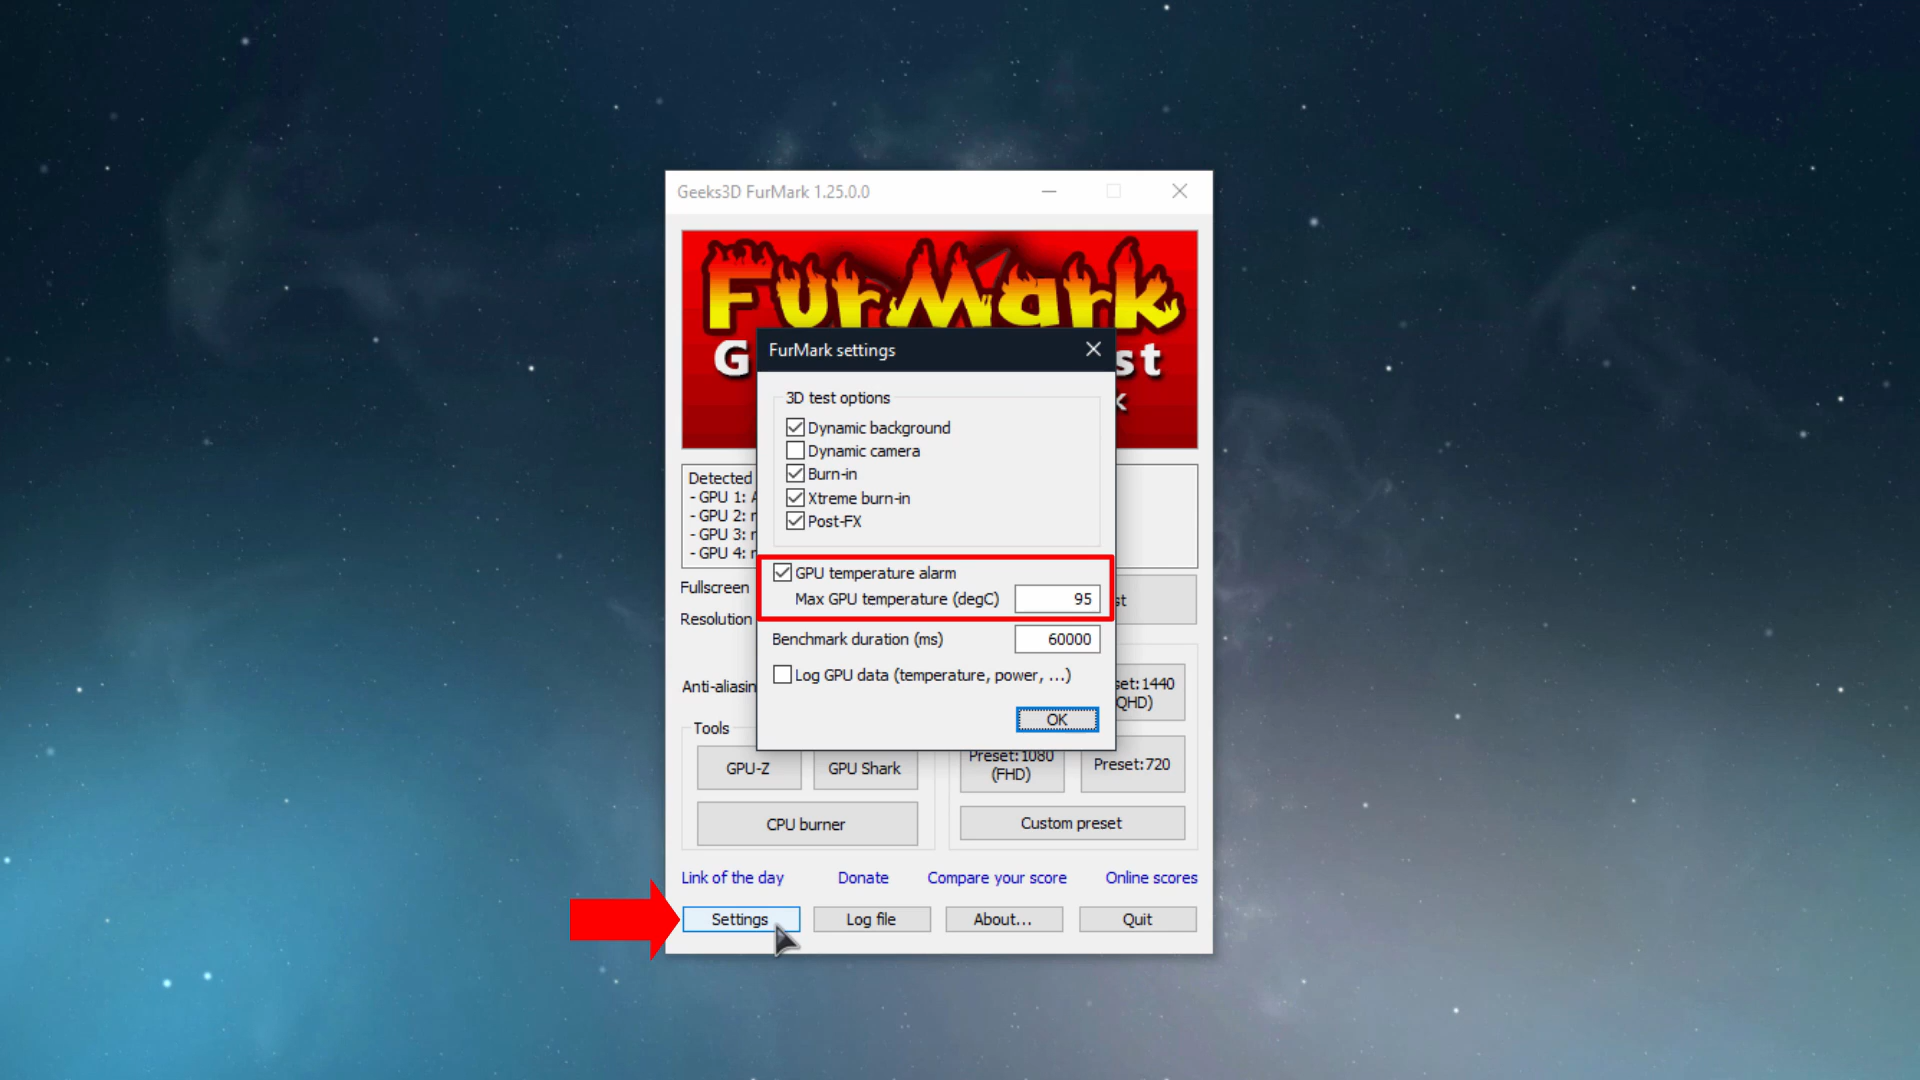 Geeks3D FurMark 1.25.0.0
FurMark
G st
FurMark settings
3D test options
Dynamic background
Dynamic camera
Burn-in
Xtreme burn-in
Post-FX
Detected
- GPU 1:
- GPU 2:
- GPU 3:
- GPU 4:
GPU temperature alarm
Max GPU temperature (degC) 95
Fullscreen
Resolution
Benchmark duration (ms) 60000
Log GPU data (temperature, power, ...)
Anti-aliasin
set:1440
QHD)
OK
Tools
GPU-Z
GPU Shark
Preset:1080
(FHD)
Preset:720
CPU burner
Custom preset
Link of the day
Donate
Compare your score
Online scores
Settings
Log file
About...
Quit